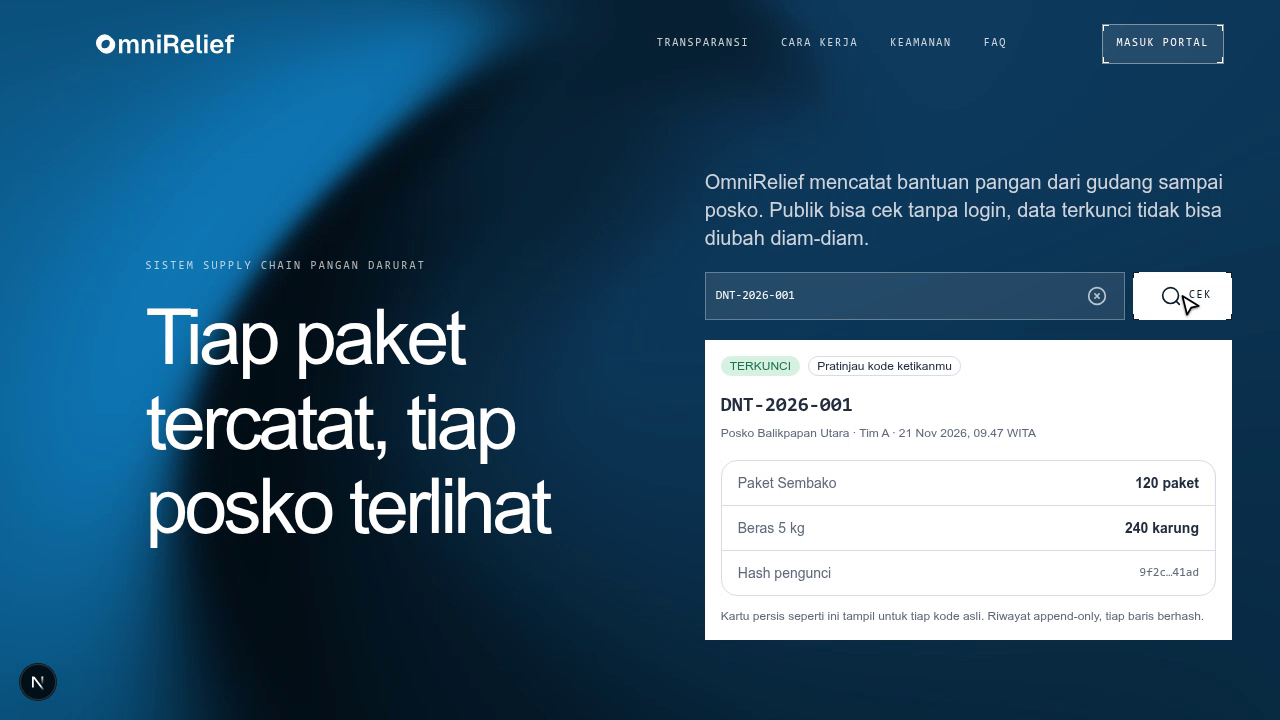 OmniRelief
TRANSPARANSI CARA KERJA KEAMANAN FAQ
MASUK PORTAL
SISTEM SUPPLY CHAIN PANGAN DARURAT
Tiap paket
tercatat, tiap
posko terlihat
OmniRelief mencatat bantuan pangan dari gudang sampai
posko. Publik bisa cek tanpa login, data terkunci tidak bisa
diubah diam-diam.
DNT-2026-001
CEK
TERKUNCI Pratinjau kode ketikanmu
DNT-2026-001
Posko Balikpapan Utara · Tim A · 21 Nov 2026, 09.47 WITA
Paket Sembako 120 paket
Beras 5 kg 240 karung
Hash pengunci 9f2c…41ad
Kartu persis seperti ini tampil untuk tiap kode asli. Riwayat append-only, tiap baris berhash.
N